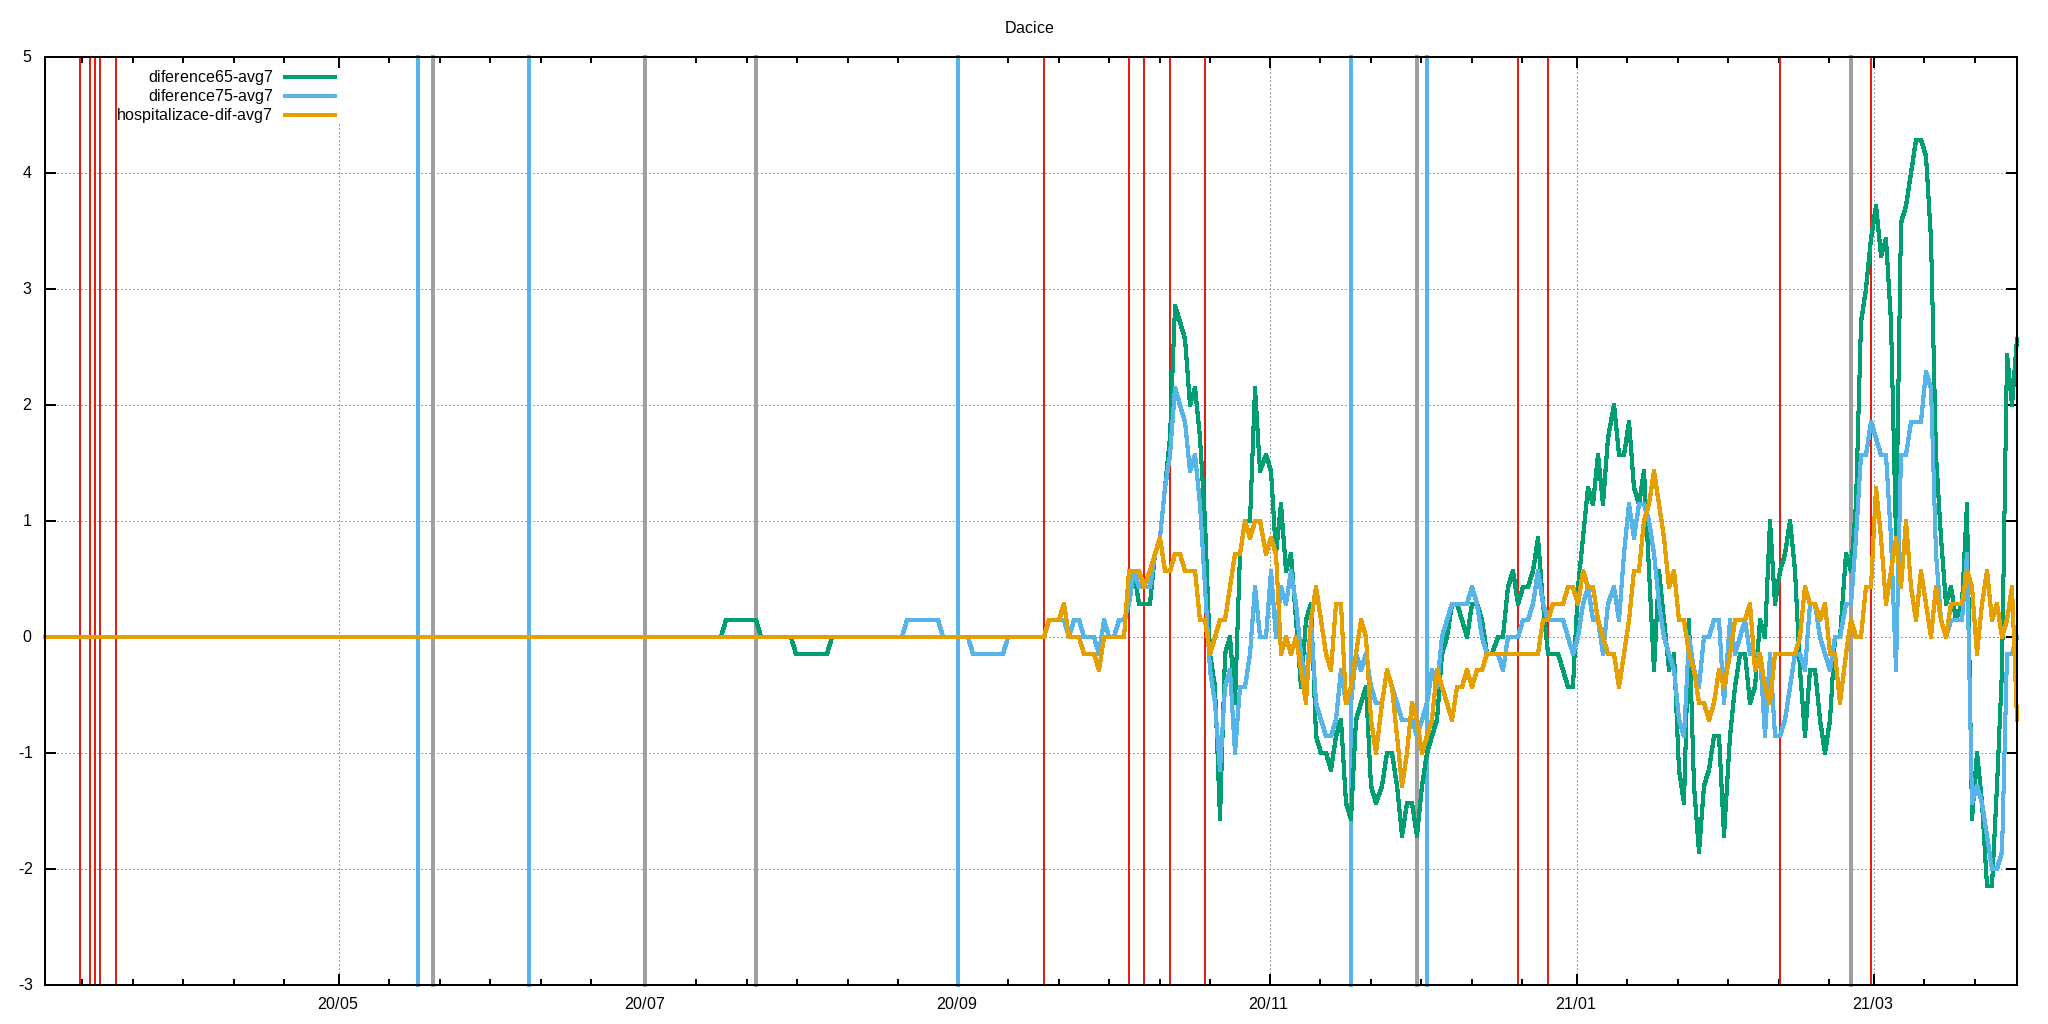 Dacice
diference65-avg7
diference75-avg7
hospitalizace-dif-avg7
5
4
3
2
1
0
-1
-2
-3
20/05 20/07 20/09 20/11 21/01 21/03